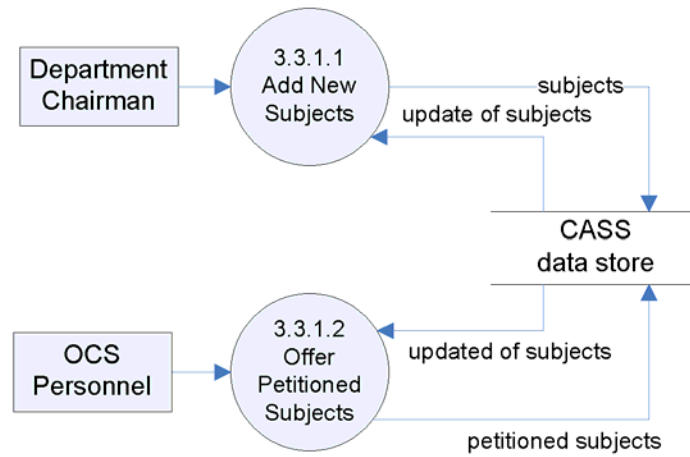 Department
Chairman
3.3.1.1
Add New
Subjects
subjects
update of subjects
CASS
data store
OCS
Personnel
3.3.1.2
Offer
Petitioned
Subjects
updated of subjects
petitioned subjects